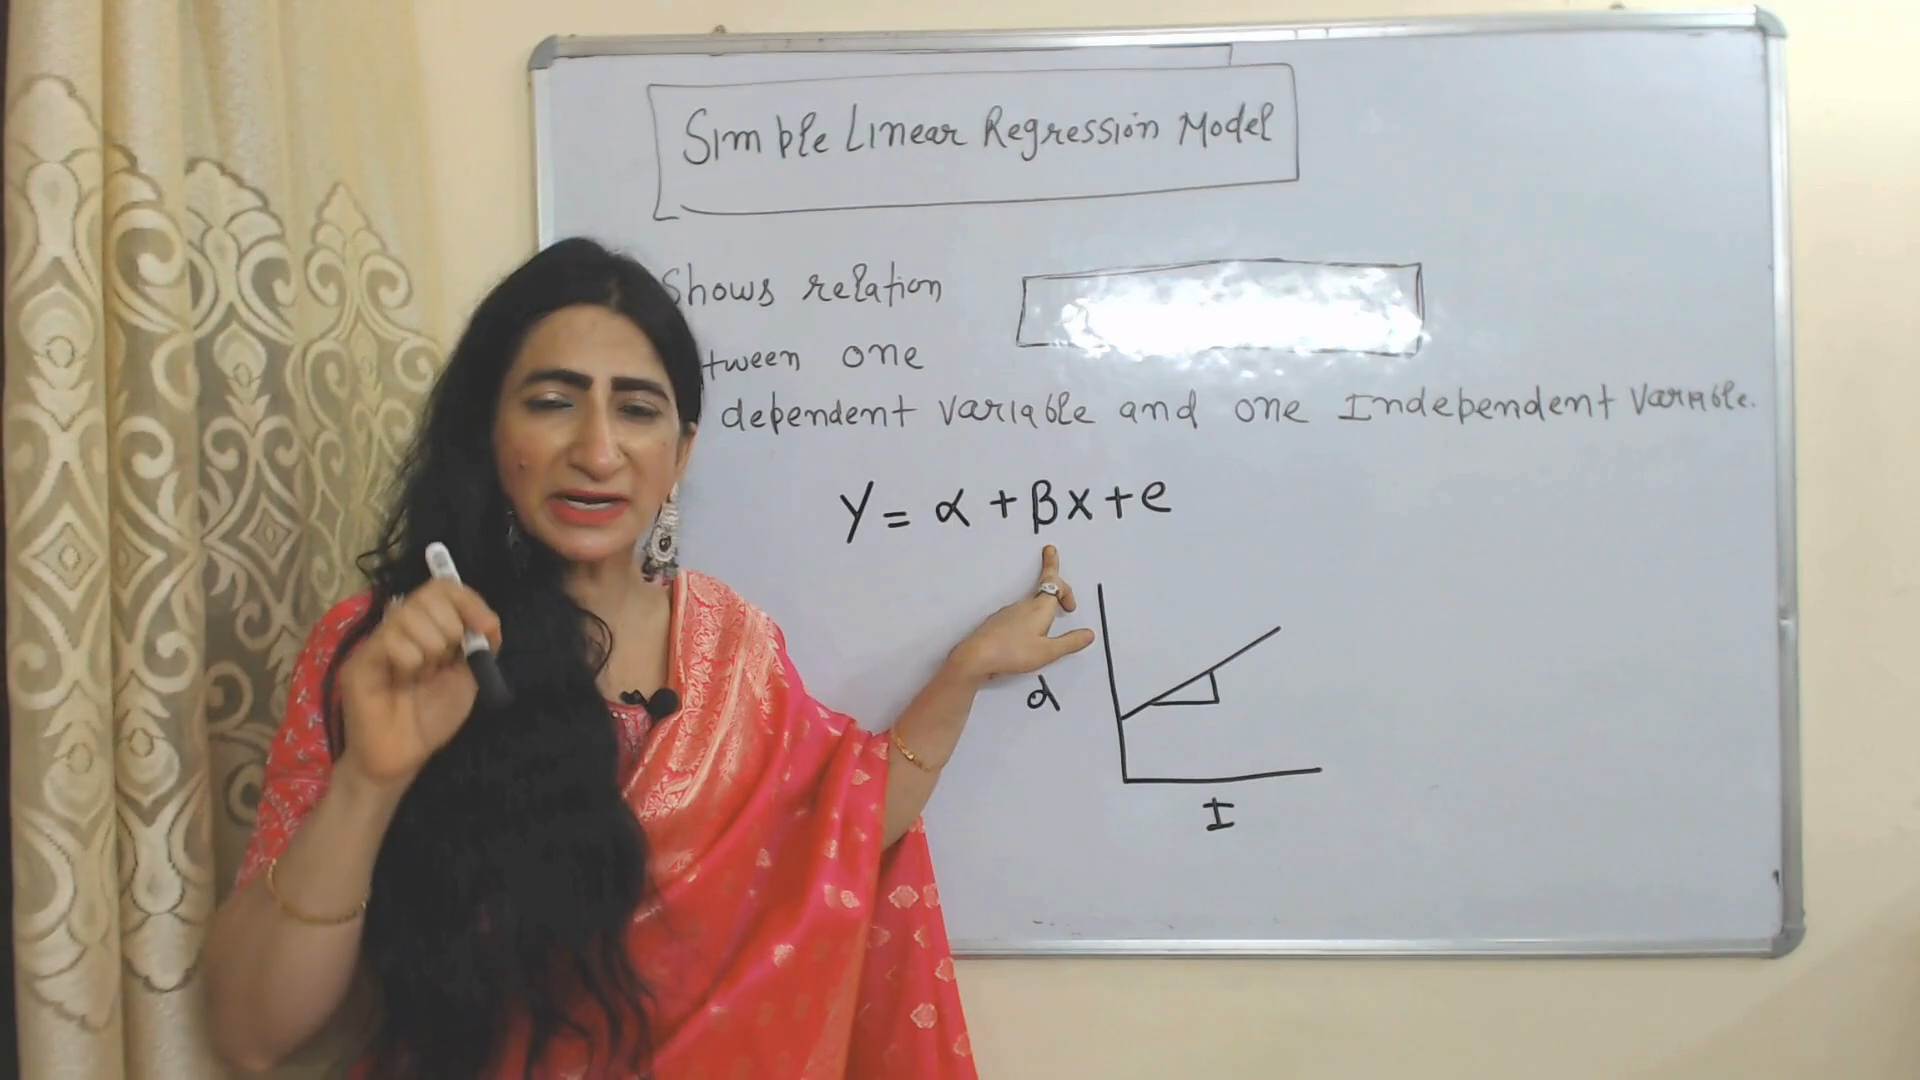 Simple Linear Regression Model
Shows relation
tween one
dependent variable and one Independent Variable.
Y = α + βx + e
α
I